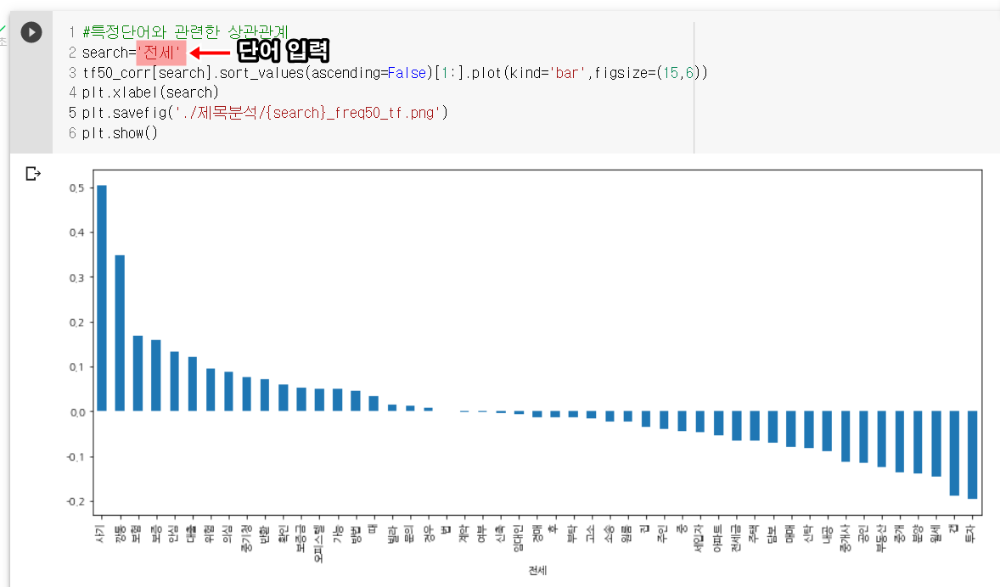 1 #특정단어와 관련한 상관관계
2 search='전세' 단어 입력
3 tf50_corr[search].sort_values(ascending=False)[1:].plot(kind='bar',figsize=(15,6))
4 plt.xlabel(search)
5 plt.savefig('./제목분석/{search}_freq50_tf.png')
6 plt.show()
초
0,5
0,4
0,3
0,2
0,1
0,0
-0,1
-0,2
사기 깡통 보험 보증 안심 대출 위험 의심 중기청 반환 확인 보증금 오피스텔 가능 방법 때 빌라 문의 경우 법 계약 여부 신축 임대인 경매 후 부탁 고소 소송 원룸 집 주인 중 세입자 아파트 전세금 주택 담보 매매 신탁 내공 중개사 공인 부동산 중개 분양 월세 갭 투자
전세